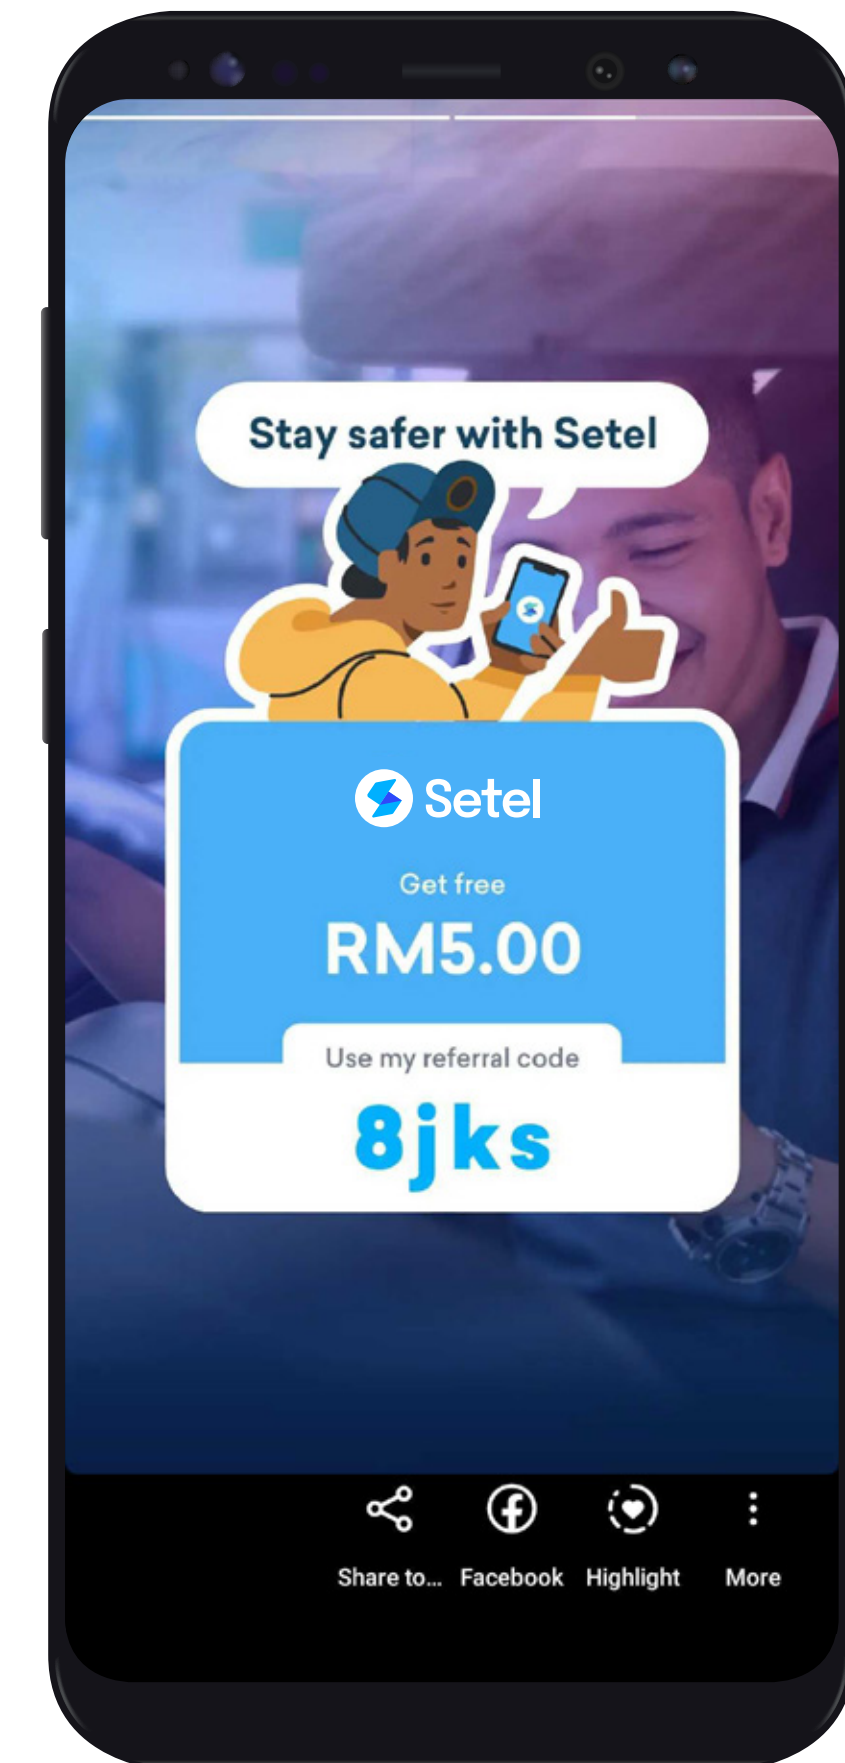 Stay safer with Setel
Setel
Get free
RM5.00
Use my referral code
8jks
Share to...
Facebook
Highlight
More